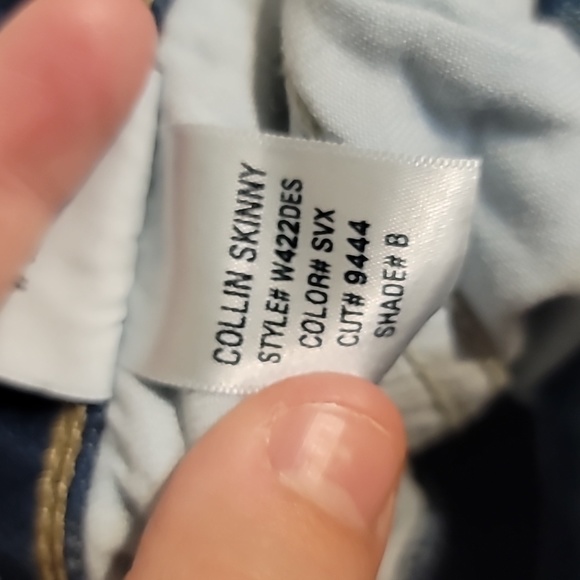 COLLIN SKINNY
STYLE# W422DES
COLOR# SVX
CUT# 9444
SHADE# B